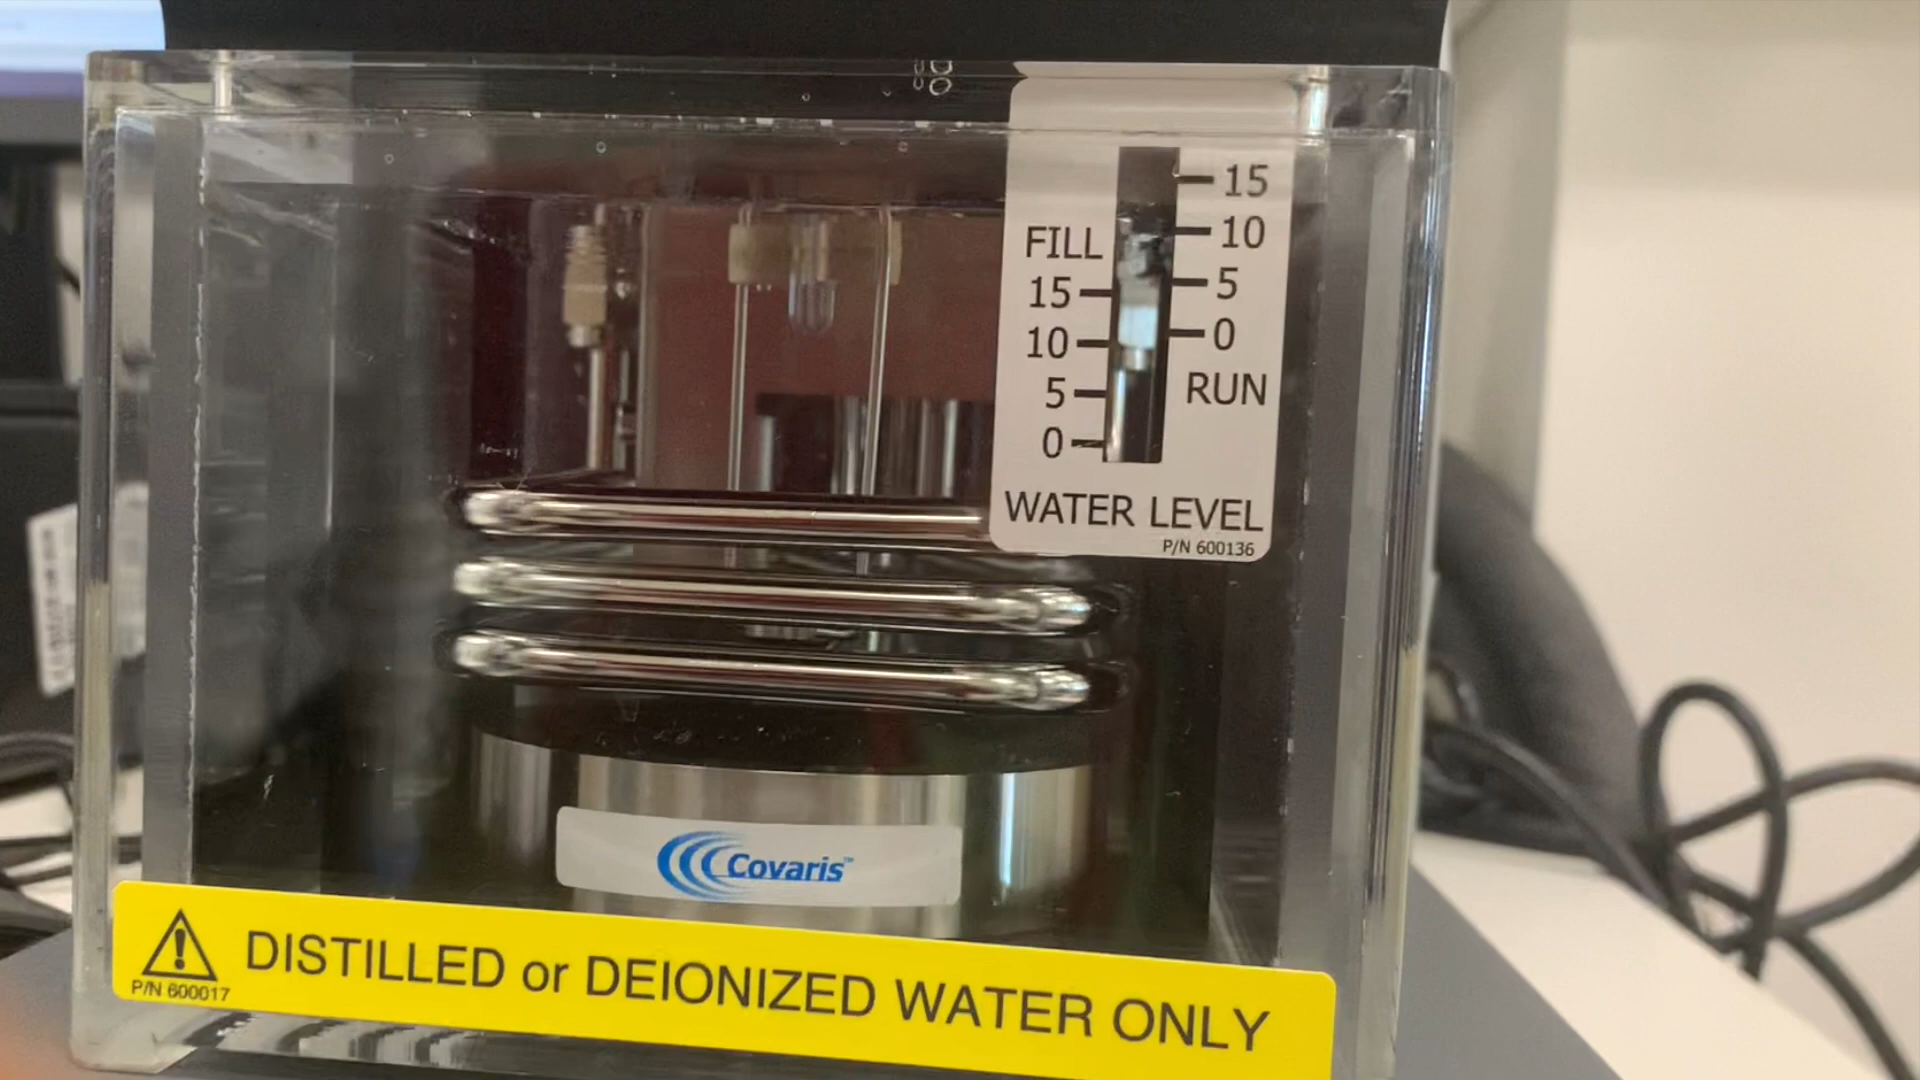 15
10
FILL
5
15
0
10
RUN
5
0
WATER LEVEL
P/N 600136
Covaris™
DISTILLED or DEIONIZED WATER ONLY
P/N 600017